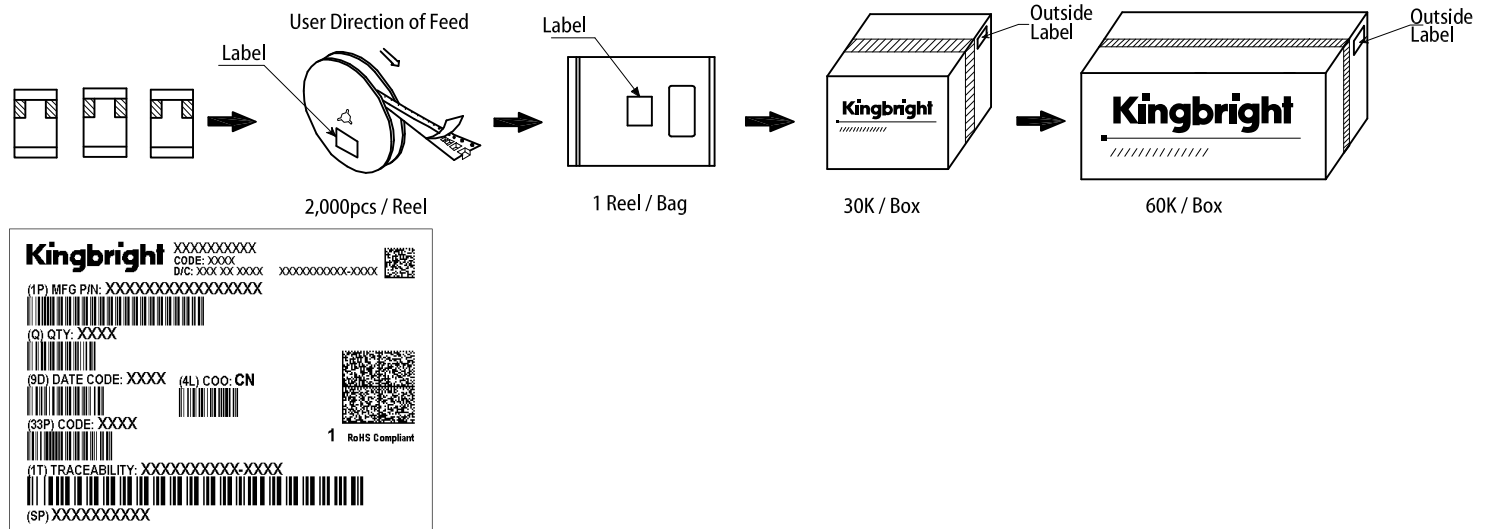 User Direction of Feed
Label
Label
Outside
Label
Outside
Label
Kingbright
Kingbright
2,000pcs / Reel
1 Reel / Bag
30K / Box
60K / Box
Kingbright
XXXXXXXXXX
CODE: XXXX
D/C: XXX XX XXXX XXXXXXXXXX-XXXX
(1P) MFG P/N: XXXXXXXXXXXXXXXX
(Q) QTY: XXXX
(9D) DATE CODE: XXXX (4L) COO: CN
(33P) CODE: XXXX
1 RoHS Compliant
(1T) TRACEABILITY: XXXXXXXXXX-XXXX
(SP) XXXXXXXXXX